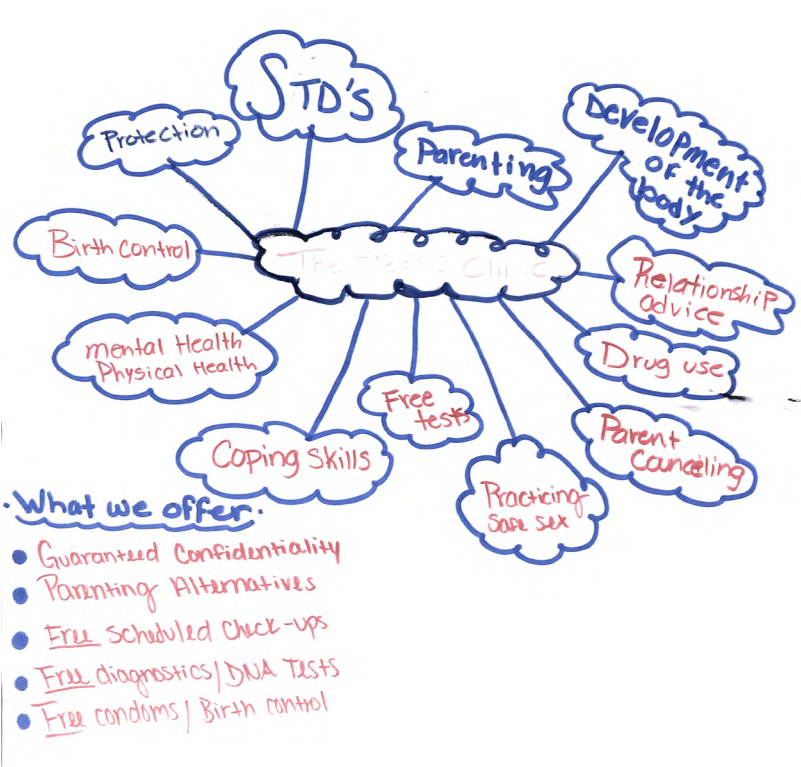 STD'S
Protection
Parenting
Development
of the
body
Birth control
The Clinic
Relationship
advice
mental Health
Physical Health
Drug use
Free
tests
Parent
Counceling
Coping Skills
Practicing
Safe sex
What we offer.
Guaranteed Confidentiality
Parenting Alternatives
Free Scheduled Check-ups
Free diagnostics/DNA Tests
Free condoms / Birth control